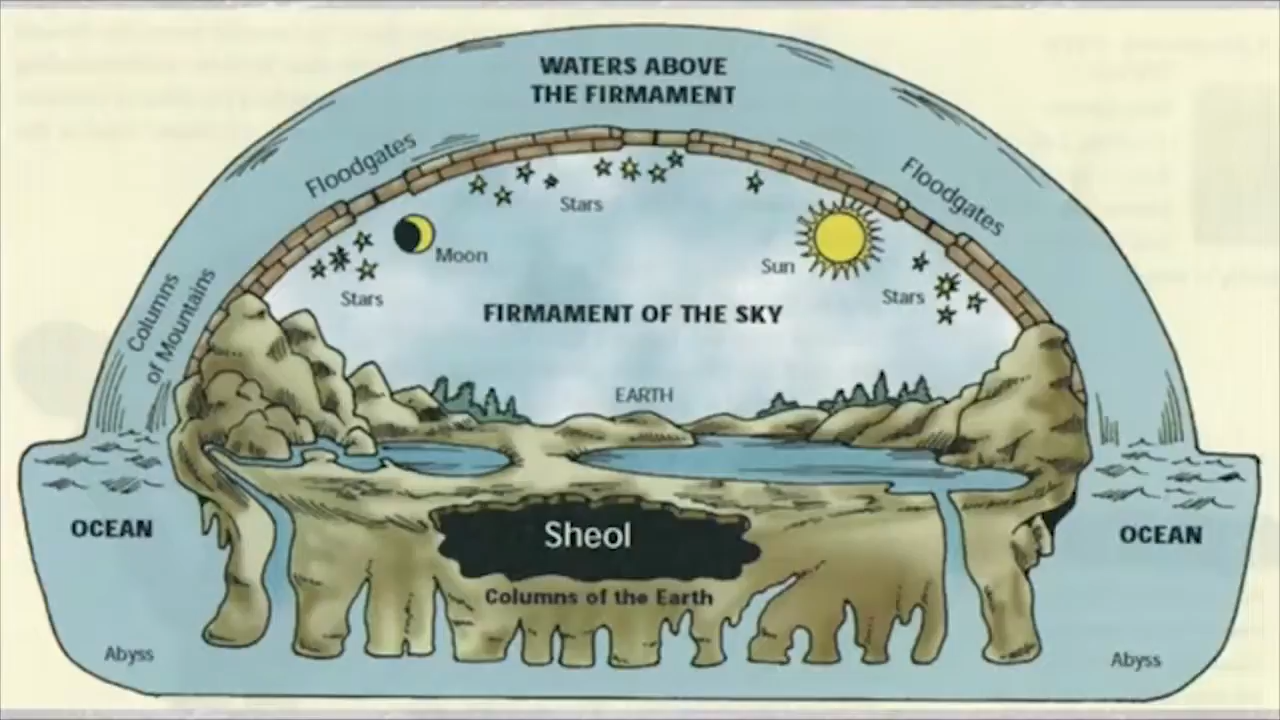 WATERS ABOVE
THE FIRMAMENT
Floodgates
Floodgates
Stars
Moon
Sun
Stars
Stars
Columns
of Mountains
FIRMAMENT OF THE SKY
EARTH
OCEAN
Sheol
OCEAN
Columns of the Earth
Abyss
Abyss